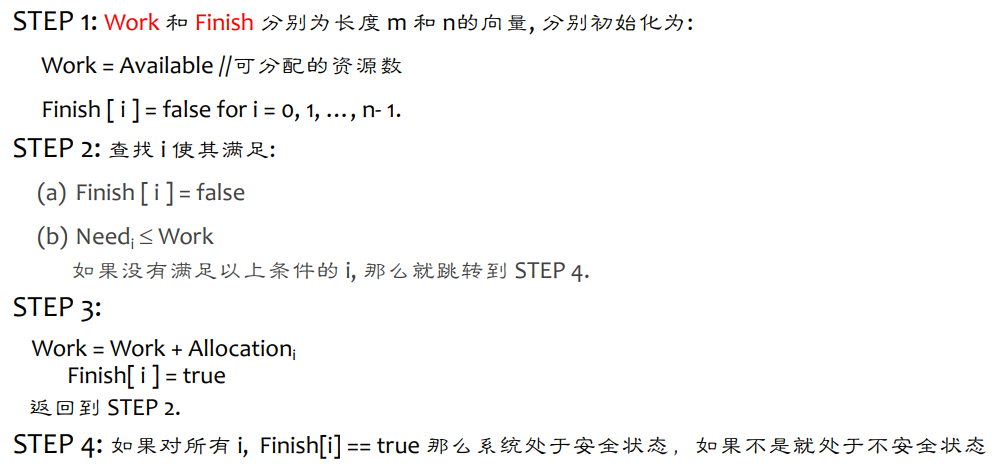 STEP 1: Work 和 Finish 分别为长度 m 和 n的向量, 分别初始化为:
Work = Available //可分配的资源数
Finish [ i ] = false for i = 0, 1, …, n- 1.
STEP 2: 查找 i 使其满足:
(a) Finish [ i ] = false
(b) Needi ≤ Work
如果没有满足以上条件的 i, 那么就跳转到 STEP 4.
STEP 3:
Work = Work + Allocationi
Finish[ i ] = true
返回到 STEP 2.
STEP 4: 如果对所有 i, Finish[i] == true 那么系统处于安全状态，如果不是就处于不安全状态